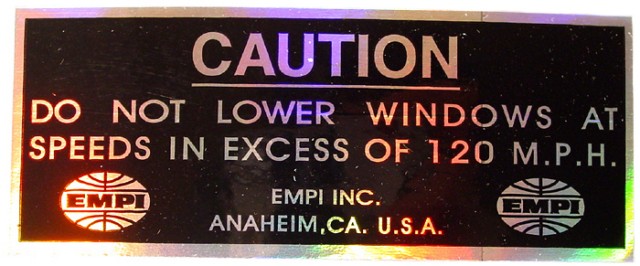 CAUTION
DO NOT LOWER WINDOWS AT
SPEEDS IN EXCESS OF 120 M.P.H.
EMPI EMPI INC. EMPI
ANAHEIM,CA. U.S.A.